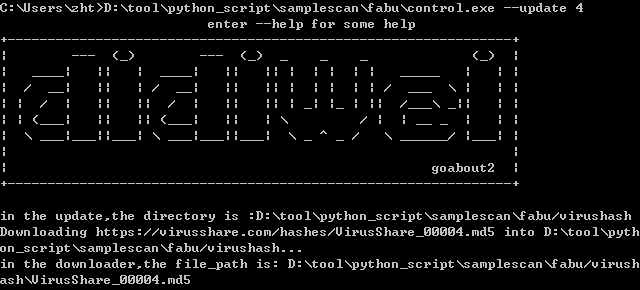 C:\Users\zht>D:\tool\python_script\samplescan\fabu\control.exe --update 4
enter --help for some help
didiwei
goabout2
in the update,the directory is :D:\tool\python_script\samplescan\fabu/virushash
Downloading https://virusshare.com/hashes/VirusShare_00004.md5 into D:\tool\pyth
on_script\samplescan\fabu/virushash...
in the downloader,the file_path is: D:\tool\python_script\samplescan\fabu/virush
ash\VirusShare_00004.md5